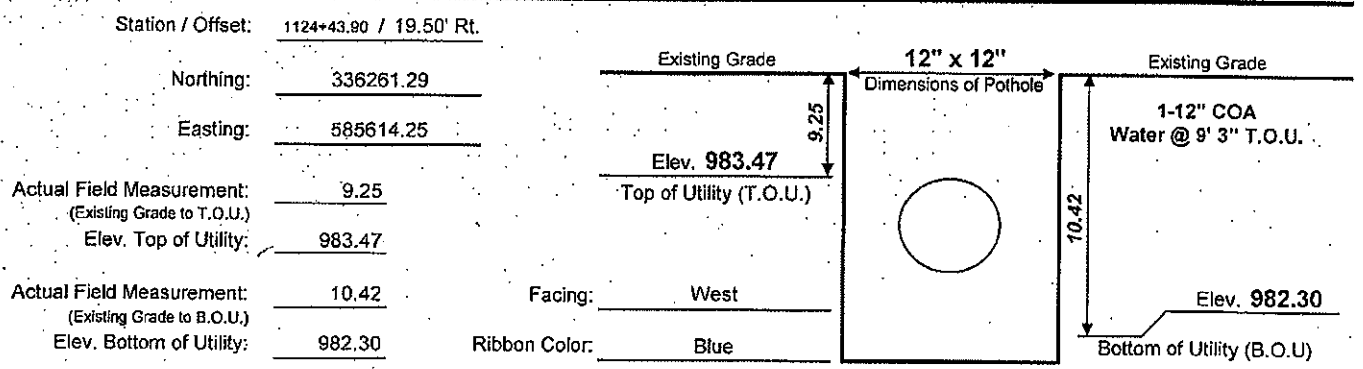 Station / Offset: 1124+43.90 / 19.50' Rt.
Northing: 336261.29
Easting: 585614.25
Actual Field Measurement: 9.25
(Existing Grade to T.O.U.)
Elev. Top of Utility: 983.47
Actual Field Measurement: 10.42
(Existing Grade to B.O.U.)
Elev. Bottom of Utility: 982.30
Existing Grade
12" x 12"
Dimensions of Pothole
Existing Grade
9.25
Elev. 983.47
Top of Utility (T.O.U.)
1-12" COA
Water @ 9' 3" T.O.U.
10.42
Facing: West
Ribbon Color: Blue
Elev. 982.30
Bottom of Utility (B.O.U)